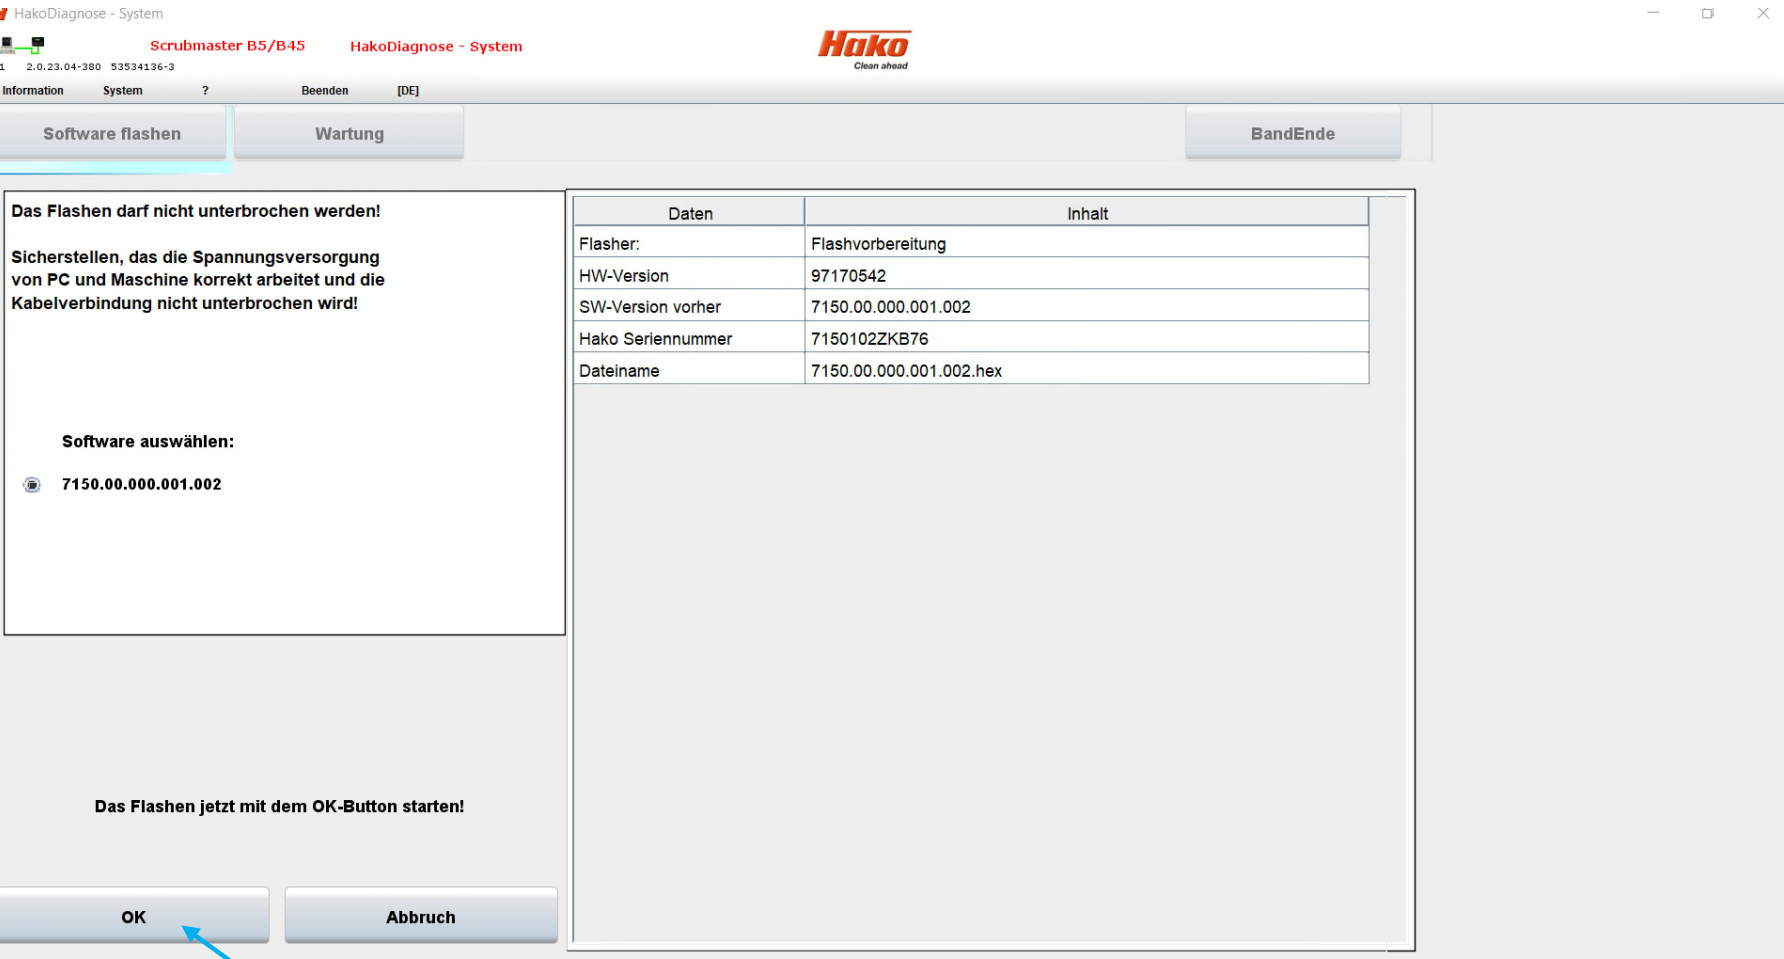 HakoDiagnose - System
Scrubmaster B5/B45 HakoDiagnose - System
Hako
Clean ahead
1 2.0.23.04-380 53534136-3
Information System ? Beenden [DE]
Software flashen Wartung BandEnde
Das Flashen darf nicht unterbrochen werden!
Sicherstellen, das die Spannungsversorgung
von PC und Maschine korrekt arbeitet und die
Kabelverbindung nicht unterbrochen wird!
Software auswählen:
7150.00.000.001.002
Das Flashen jetzt mit dem OK-Button starten!
OK Abbruch
Daten Inhalt
Flasher: Flashvorbereitung
HW-Version 97170542
SW-Version vorher 7150.00.000.001.002
Hako Seriennummer 7150102ZKB76
Dateiname 7150.00.000.001.002.hex